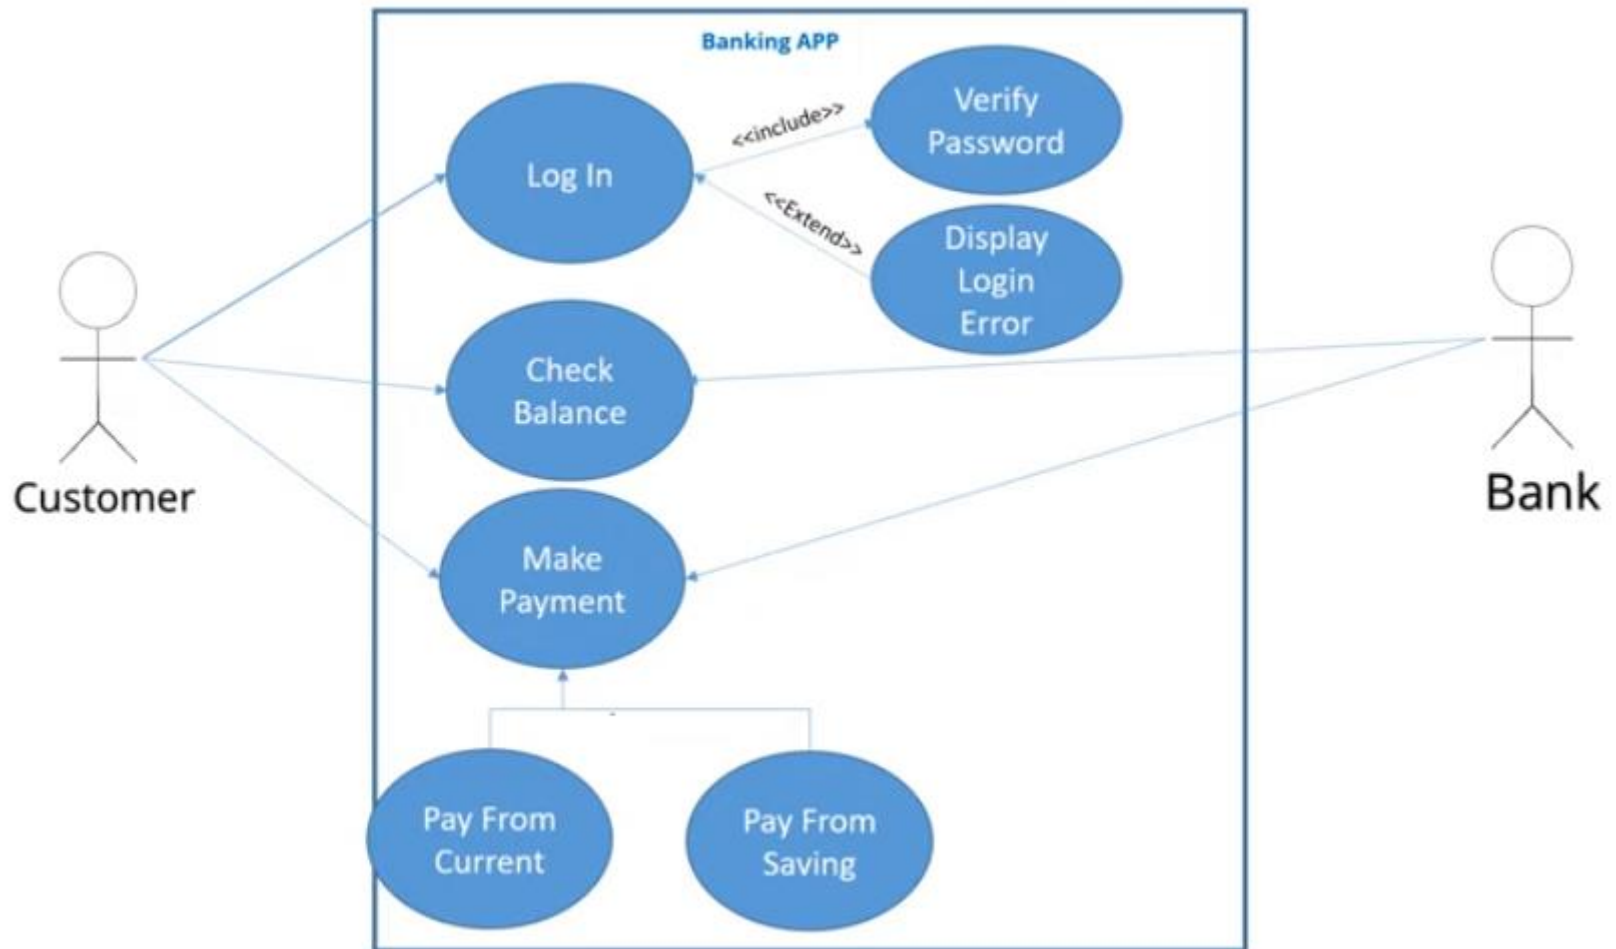 Banking APP
Log In
<<include>>
Verify
Password
<<Extend>>
Display
Login
Error
Check
Balance
Customer
Bank
Make
Payment
Pay From
Current
Pay From
Saving